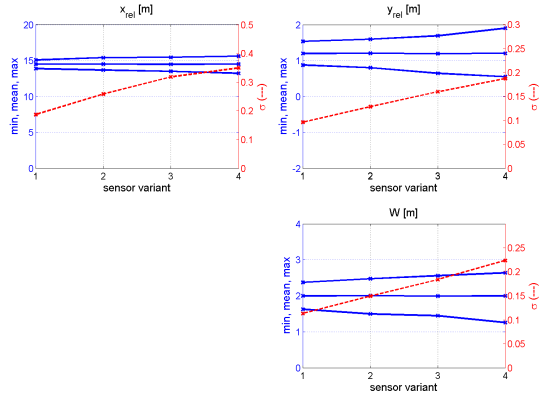 x_rel [m]
20
15
10
5
0
min, mean, max
0.5
0.4
0.3
0.2
0.1
0
σ (---)
1 2 3 4
sensor variant
y_rel [m]
2
1
0
-1
-2
min, mean, max
0.3
0.25
0.2
0.15
0.1
0.05
0
σ (---)
1 2 3 4
sensor variant
W [m]
4
3
2
1
0
min, mean, max
0.25
0.2
0.15
0.1
0.05
0
σ (---)
1 2 3 4
sensor variant